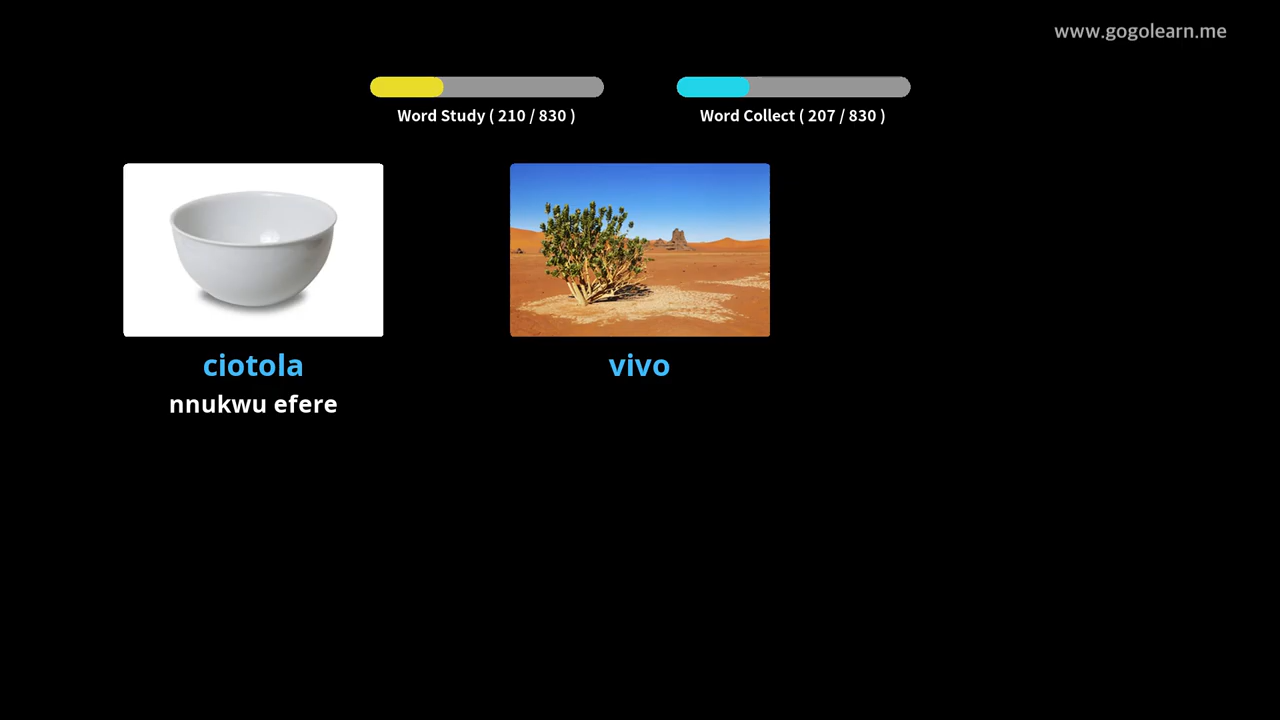 www.gogolearn.me
Word Study ( 210 / 830 )
Word Collect ( 207 / 830 )
ciotola
vivo
nnukwu efere